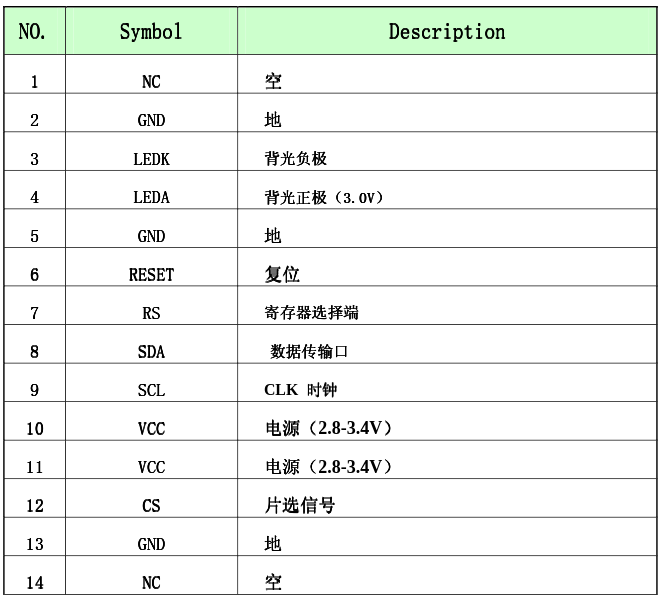 NO. Symbol Description
1 NC 空
2 GND 地
3 LEDK 背光负极
4 LEDA 背光正极（3.0V）
5 GND 地
6 RESET 复位
7 RS 寄存器选择端
8 SDA 数据传输口
9 SCL CLK 时钟
10 VCC 电源（2.8-3.4V）
11 VCC 电源（2.8-3.4V）
12 CS 片选信号
13 GND 地
14 NC 空